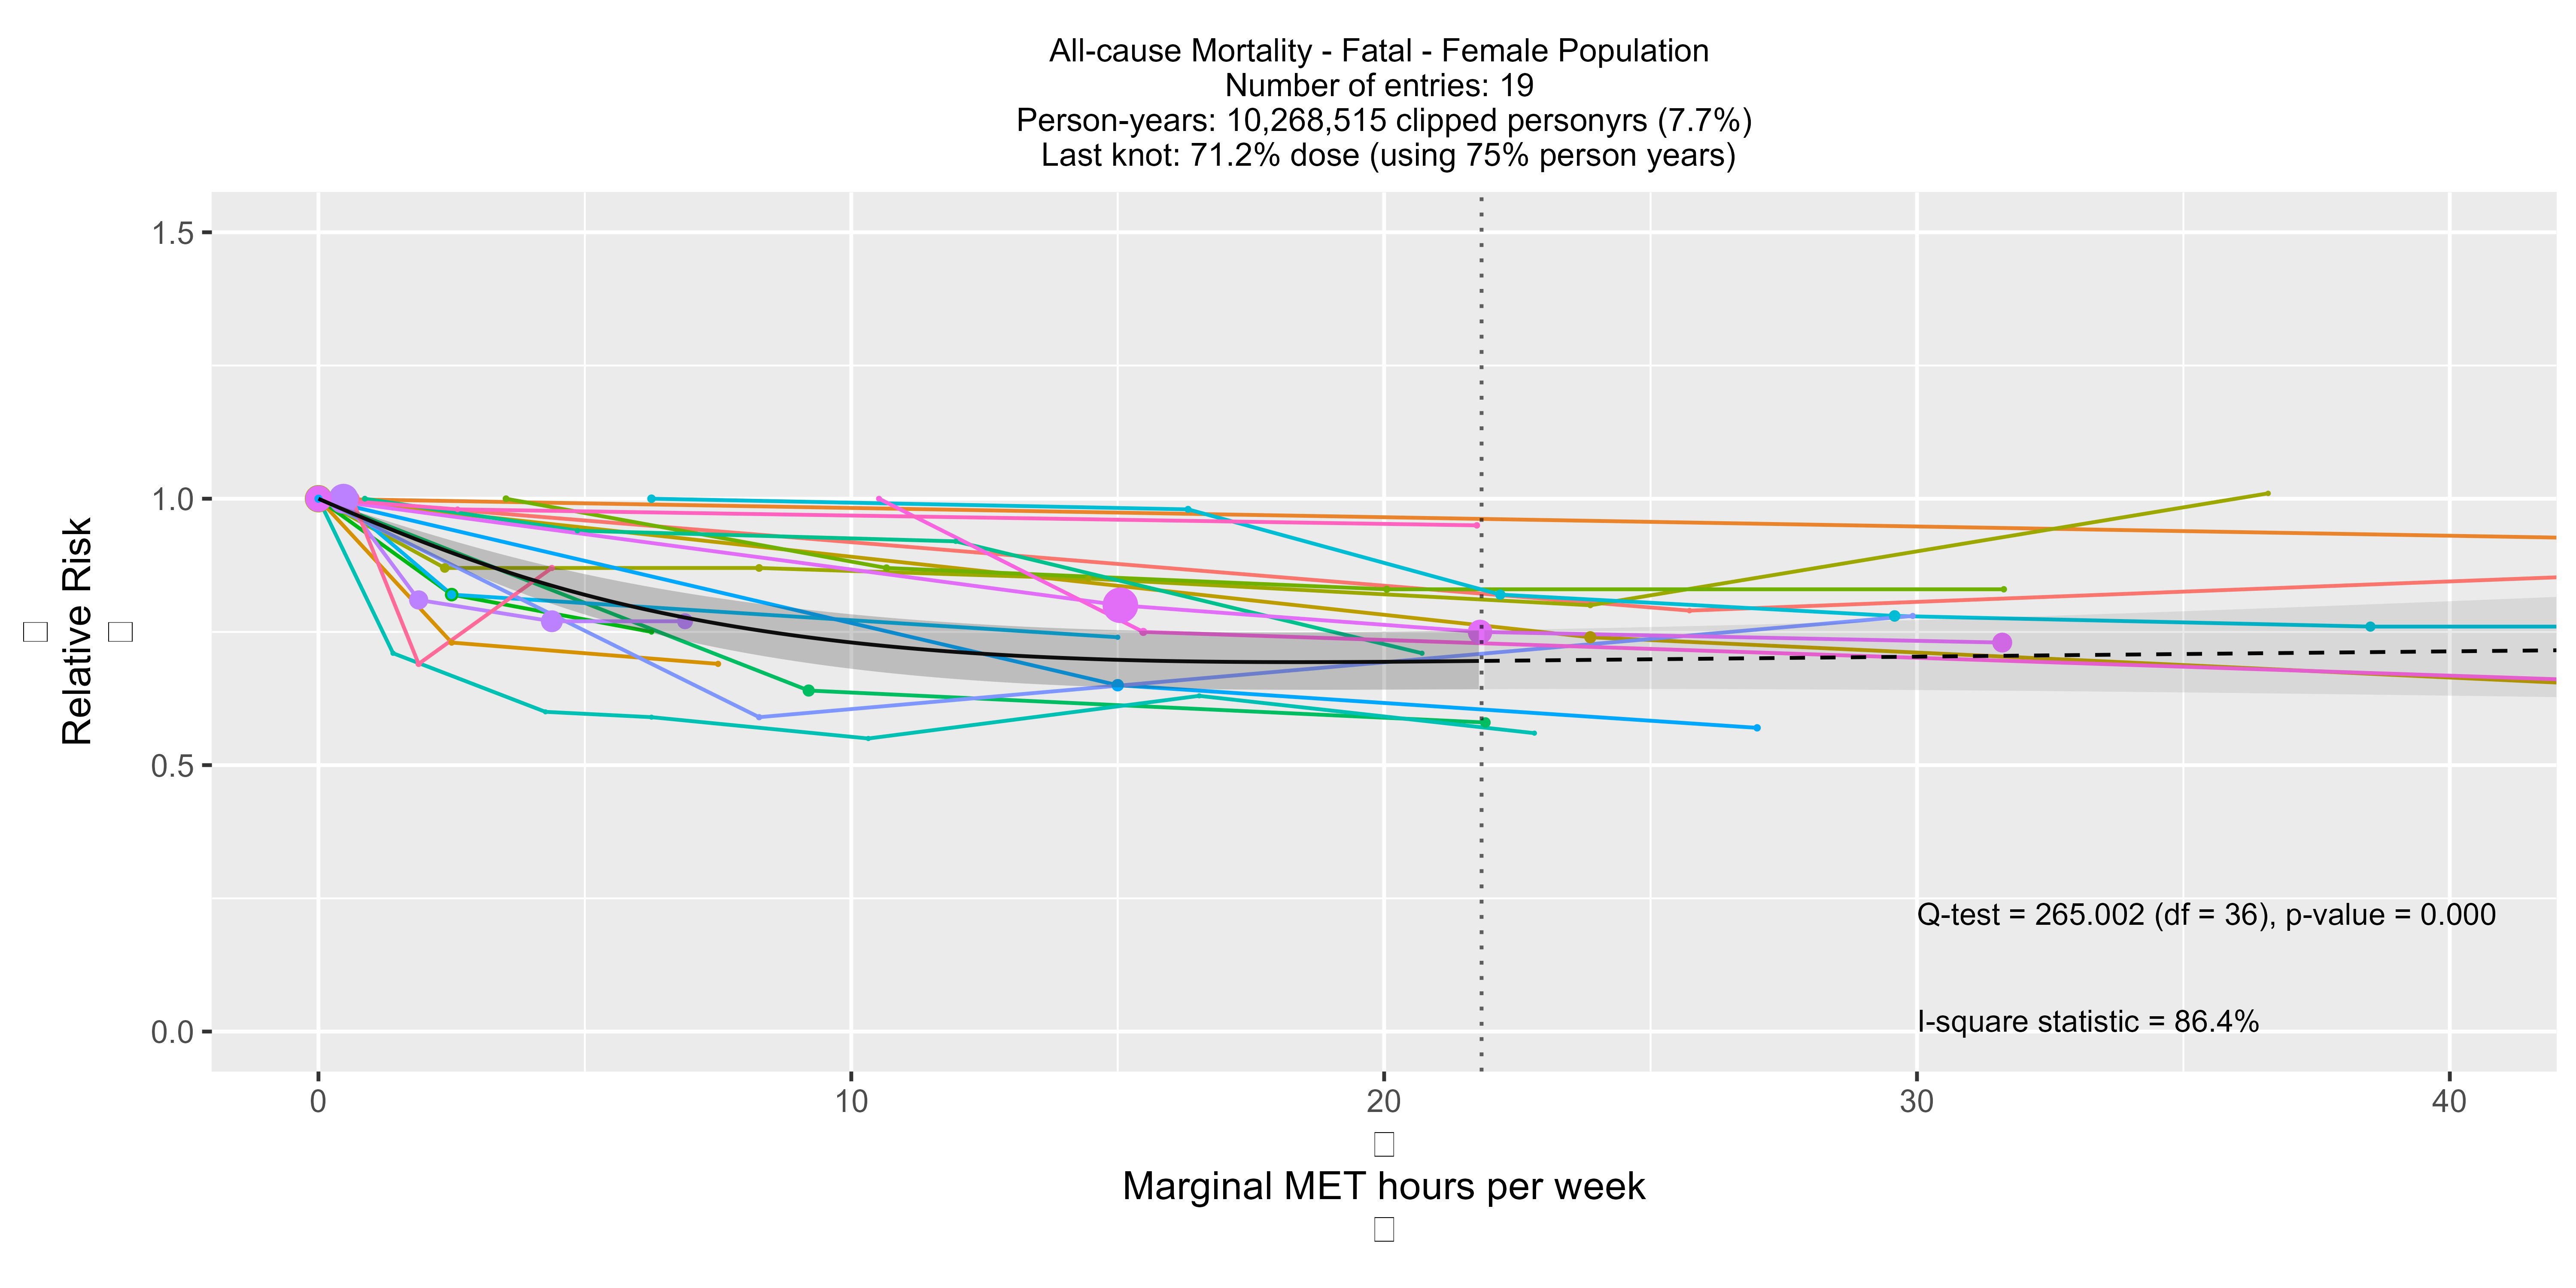 All-cause Mortality - Fatal - Female Population
Number of entries: 19
Person-years: 10,268,515 clipped personyrs (7.7%)
Last knot: 71.2% dose (using 75% person years)
1.5
1.0
0.5
0.0
Relative Risk
Q-test = 265.002 (df = 36), p-value = 0.000
I-square statistic = 86.4%
0 10 20 30 40
Marginal MET hours per week